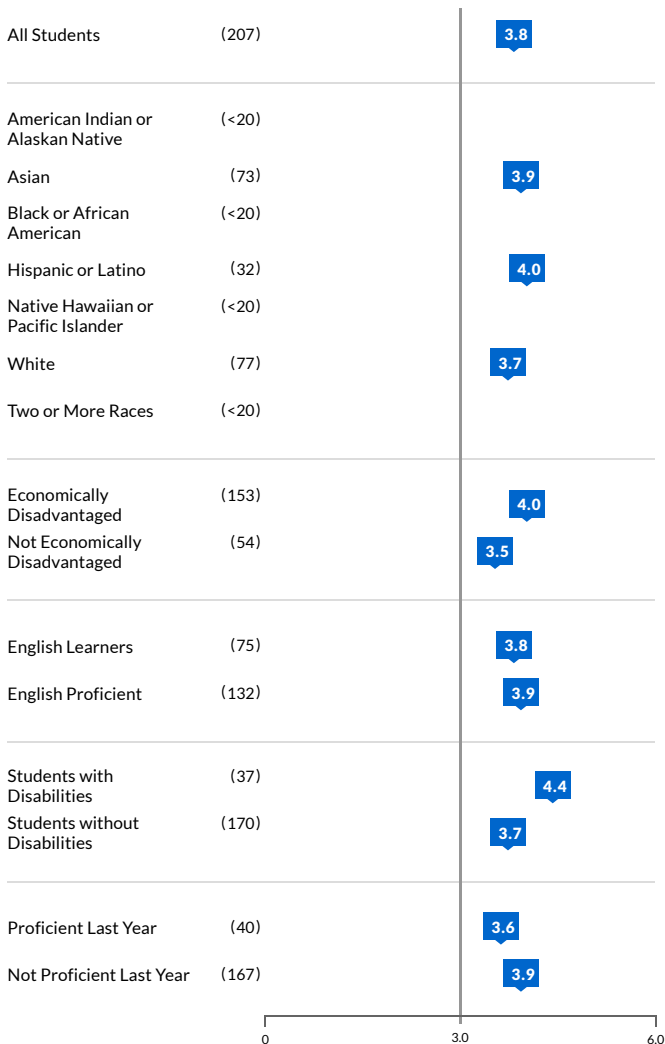 All Students (207) 3.8
American Indian or (<20)
Alaskan Native
Asian (73) 3.9
Black or African (<20)
American
Hispanic or Latino (32) 4.0
Native Hawaiian or (<20)
Pacific Islander
White (77) 3.7
Two or More Races (<20)
Economically (153) 4.0
Disadvantaged
Not Economically (54) 3.5
Disadvantaged
English Learners (75) 3.8
English Proficient (132) 3.9
Students with (37) 4.4
Disabilities
Students without (170) 3.7
Disabilities
Proficient Last Year (40) 3.6
Not Proficient Last Year (167) 3.9
0 3.0 6.0